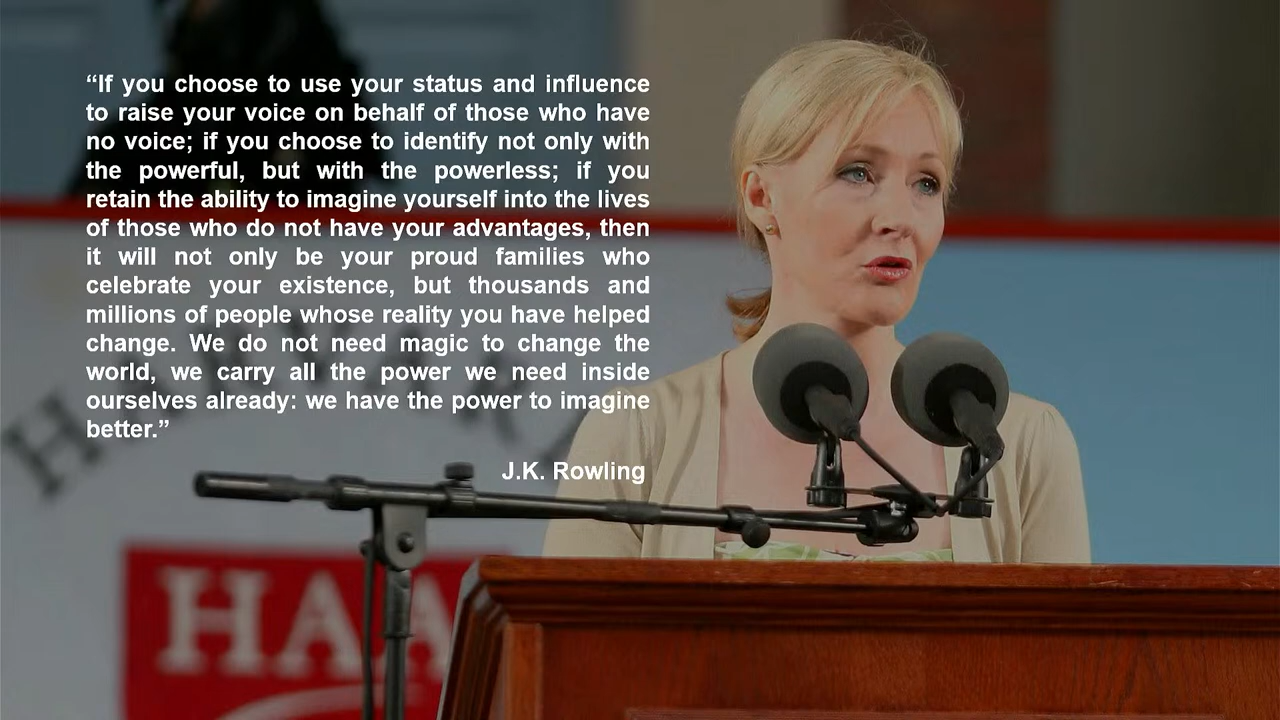 “If you choose to use your status and influence
to raise your voice on behalf of those who have
no voice; if you choose to identify not only with
the powerful, but with the powerless; if you
retain the ability to imagine yourself into the lives
of those who do not have your advantages, then
it will not only be your proud families who
celebrate your existence, but thousands and
millions of people whose reality you have helped
change. We do not need magic to change the
world, we carry all the power we need inside
ourselves already: we have the power to imagine
better.”
J.K. Rowling
HAA